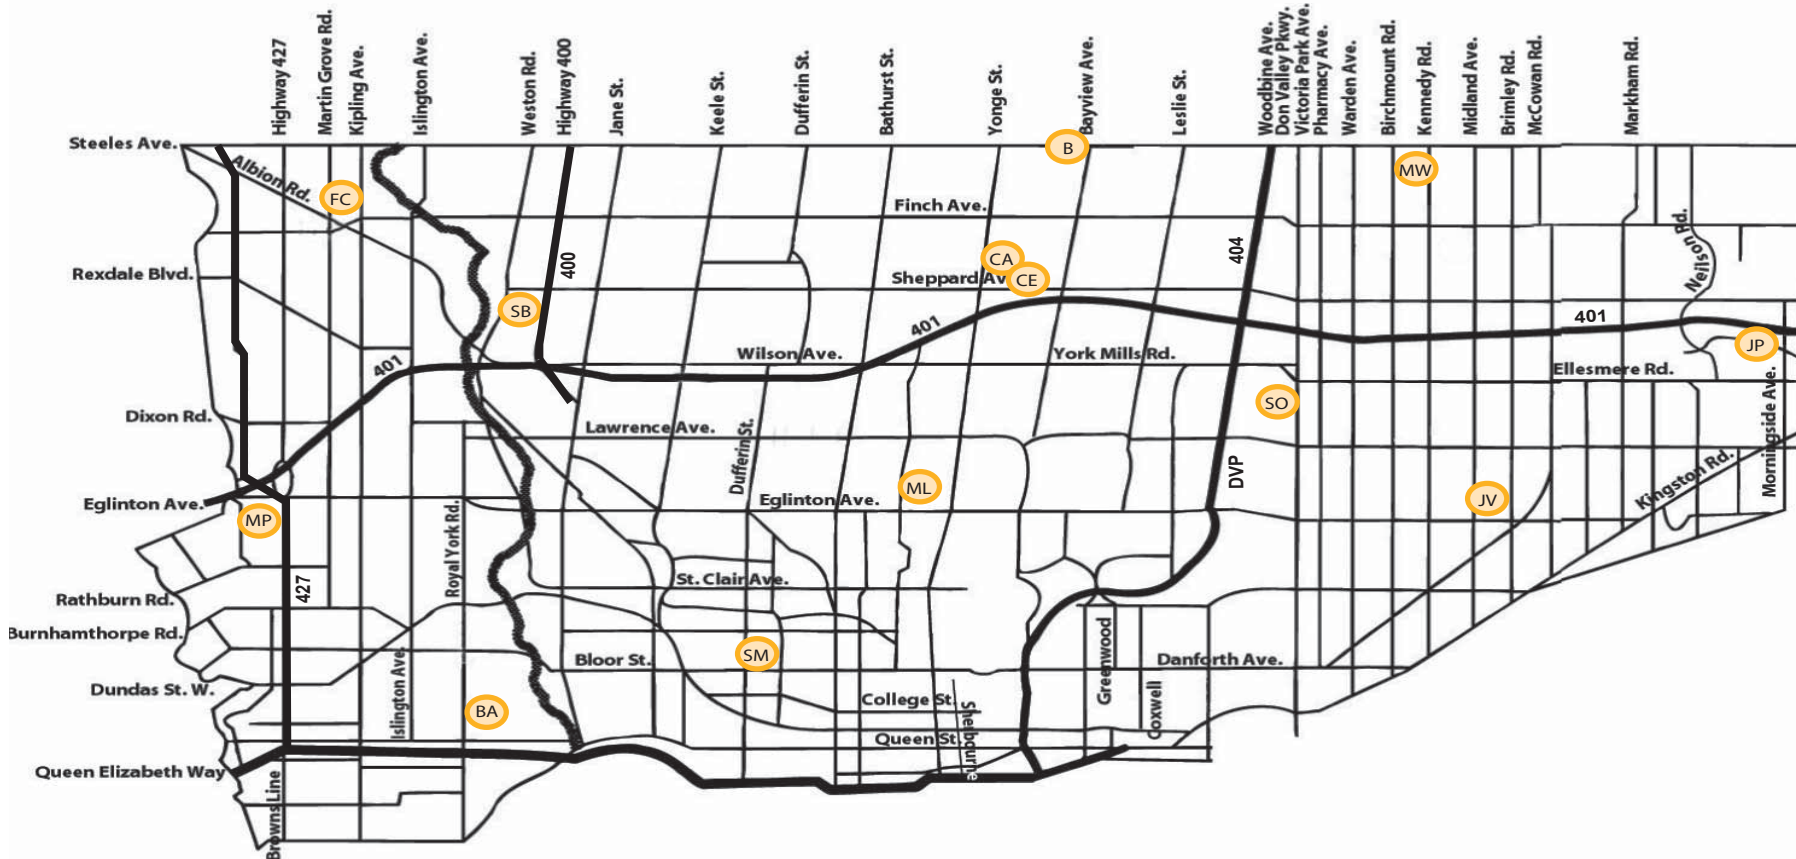 Highway 427
Martin Grove Rd.
Kipling Ave.
Islington Ave.
Weston Rd.
Highway 400
Jane St.
Keele St.
Dufferin St.
Bathurst St.
Yonge St.
Bayview Ave.
Leslie St.
Woodbine Ave.
Don Valley Pkwy.
Victoria Park Ave.
Pharmacy Ave.
Warden Ave.
Birchmount Rd.
Kennedy Rd.
Midland Ave.
Brimley Rd.
McCowan Rd.
Markham Rd.
Steeles Ave.
B
Albion Rd.
FC
MW
Finch Ave.
Neilson Rd.
400
404
CA
Rexdale Blvd.
Sheppard Av
CE
SB
401
401
JP
401
Wilson Ave.
York Mills Rd.
Ellesmere Rd.
SO
Dixon Rd.
Lawrence Ave.
Dufferin St.
DVP
Morningside Ave.
Kingston Rd.
ML
JV
Eglinton Ave.
Eglinton Ave.
MP
Royal York Rd.
427
St. Clair Ave.
Rathburn Rd.
Burnhamthorpe Rd.
SM
Bloor St.
Danforth Ave.
Greenwood
Coxwell
Islington Ave.
Dundas St. W.
BA
College St.
Sherbourne
Queen St.
Queen Elizabeth Way
Browns Line